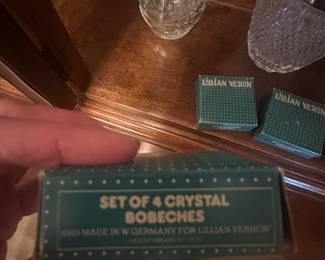 LILLIAN VERNON
LILLIAN VERNON
SET OF 4 CRYSTAL
BOBECHES
MADE IN W GERMANY FOR LILLIAN VERNON